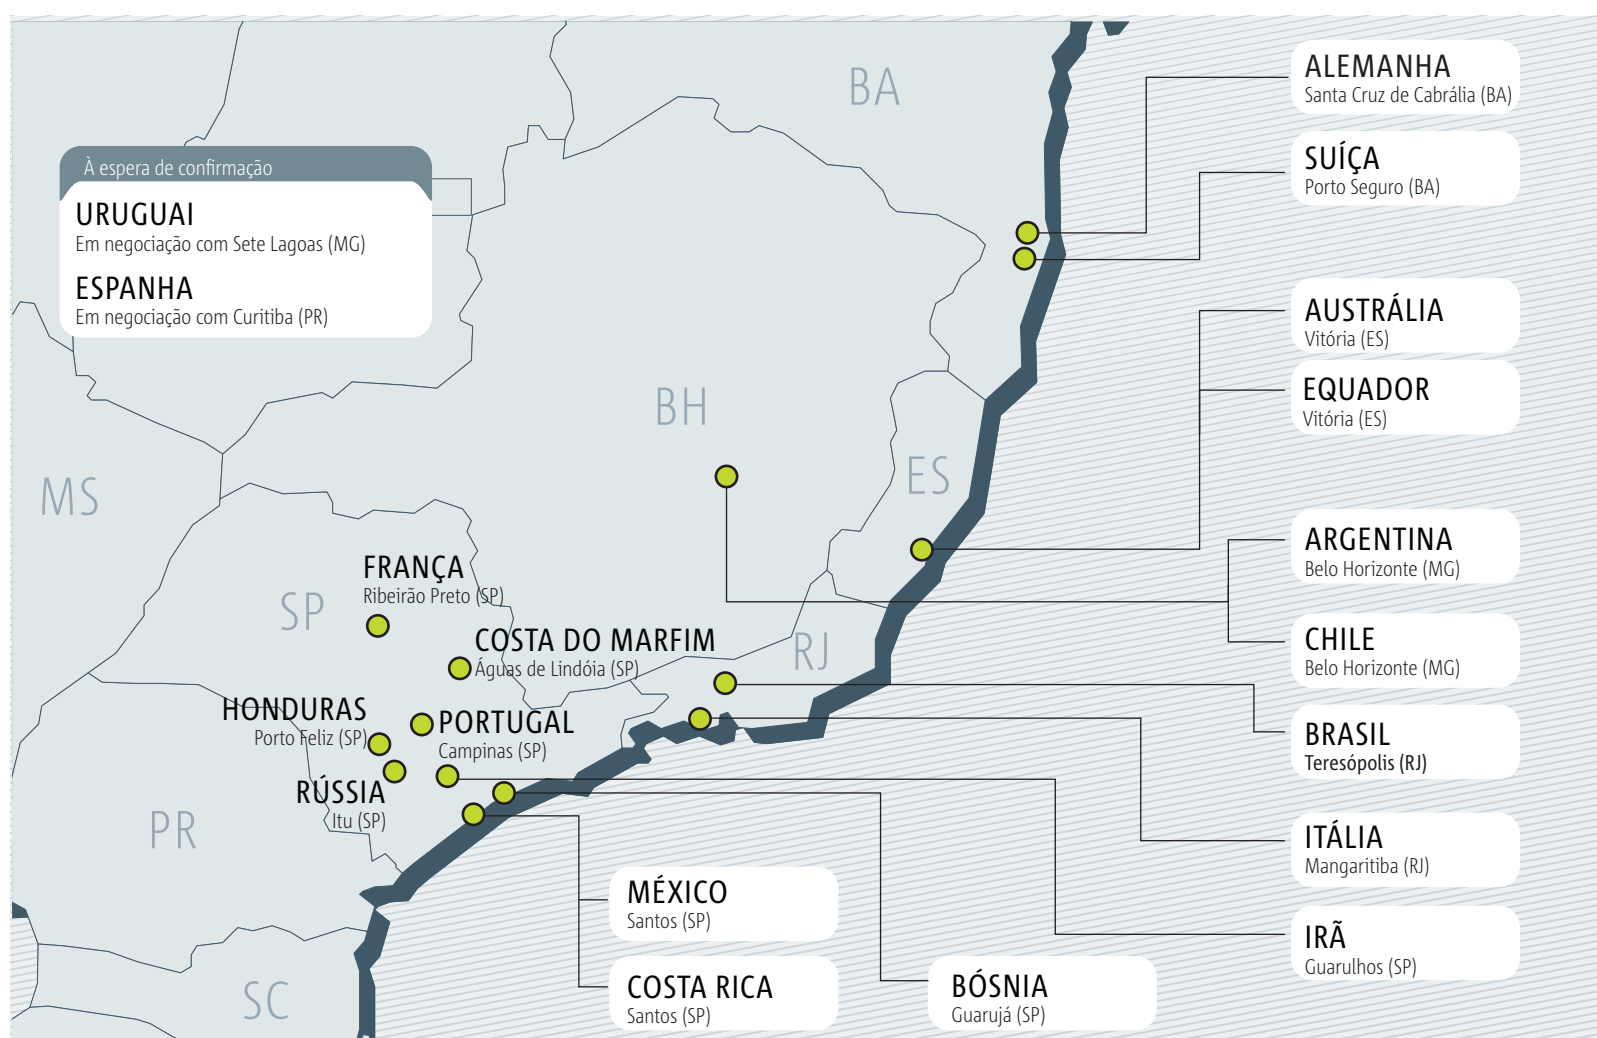 BA
ALEMANHA
Santa Cruz de Cabrália (BA)
SUÍÇA
Porto Seguro (BA)
À espera de confirmação
URUGUAI
Em negociação com Sete Lagoas (MG)
ESPANHA
Em negociação com Curitiba (PR)
AUSTRÁLIA
Vitória (ES)
EQUADOR
Vitória (ES)
BH
ES
MS
ARGENTINA
Belo Horizonte (MG)
CHILE
Belo Horizonte (MG)
FRANÇA
Ribeirão Preto (SP)
SP
COSTA DO MARFIM
Águas de Lindóia (SP)
RJ
HONDURAS
Porto Feliz (SP)
PORTUGAL
Campinas (SP)
BRASIL
Teresópolis (RJ)
RÚSSIA
Itu (SP)
PR
ITÁLIA
Mangaritiba (RJ)
MÉXICO
Santos (SP)
IRÃ
Guarulhos (SP)
COSTA RICA
Santos (SP)
BÓSNIA
Guarujá (SP)
SC